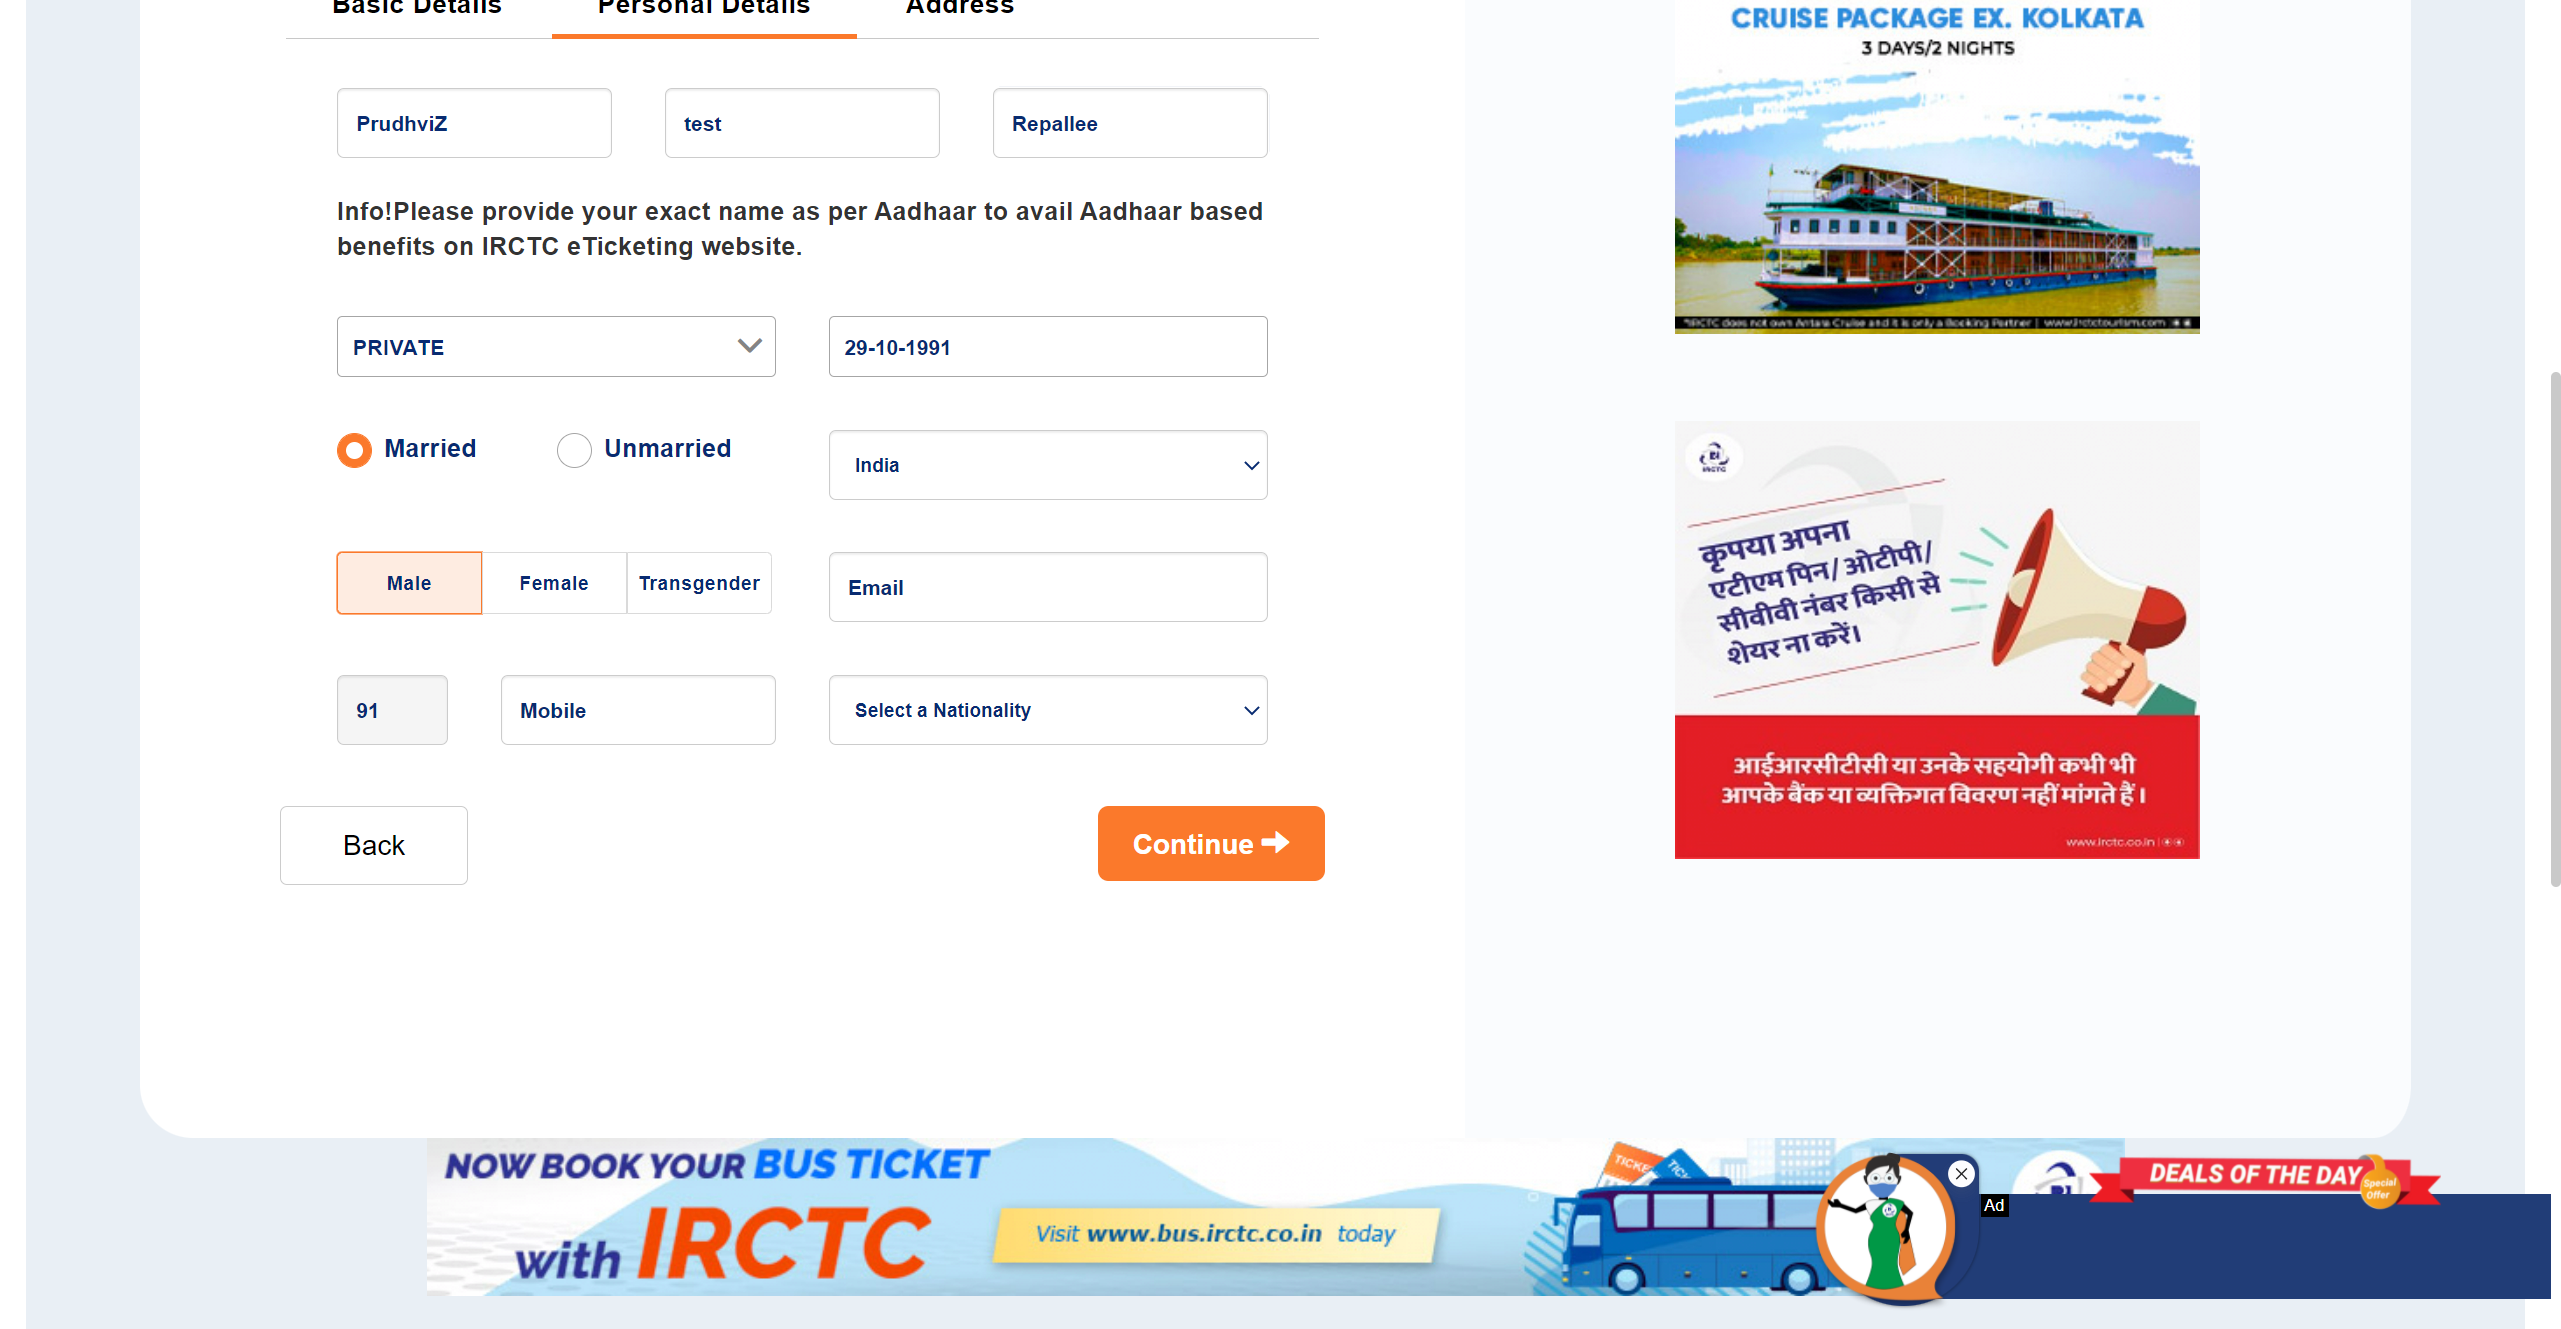 Basic Details
Personal Details
Address
PrudhviZ
test
Repallee
Info!Please provide your exact name as per Aadhaar to avail Aadhaar based
benefits on IRCTC eTicketing website.
PRIVATE
29-10-1991
Married
Unmarried
India
Male
Female
Transgender
Email
91
Mobile
Select a Nationality
Back
Continue
CRUISE PACKAGE EX. KOLKATA
3 DAYS/2 NIGHTS
*IRCTC does not own Antara Cruise and it is only a Booking Partner | www.irctctourism.com
IRCTC
कृपया अपना
एटीएम पिन/ ओटीपी/
सीवीवी नंबर किसी से
शेयर ना करें।
आईआरसीटीसी या उनके सहयोगी कभी भी
आपके बैंक या व्यक्तिगत विवरण नहीं मांगते हैं।
www.irctc.co.in
NOW BOOK YOUR BUS TICKET
with IRCTC
Visit www.bus.irctc.co.in today
Ad
DEALS OF THE DAY
Special
Offer